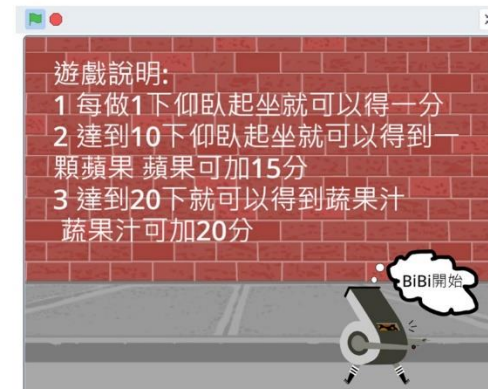 遊戲說明:
1 每做1下仰臥起坐就可以得一分
2 達到10下仰臥起坐就可以得到一
顆蘋果 蘋果可加15分
3 達到20下就可以得到蔬果汁
蔬果汁可加20分
BiBi開始